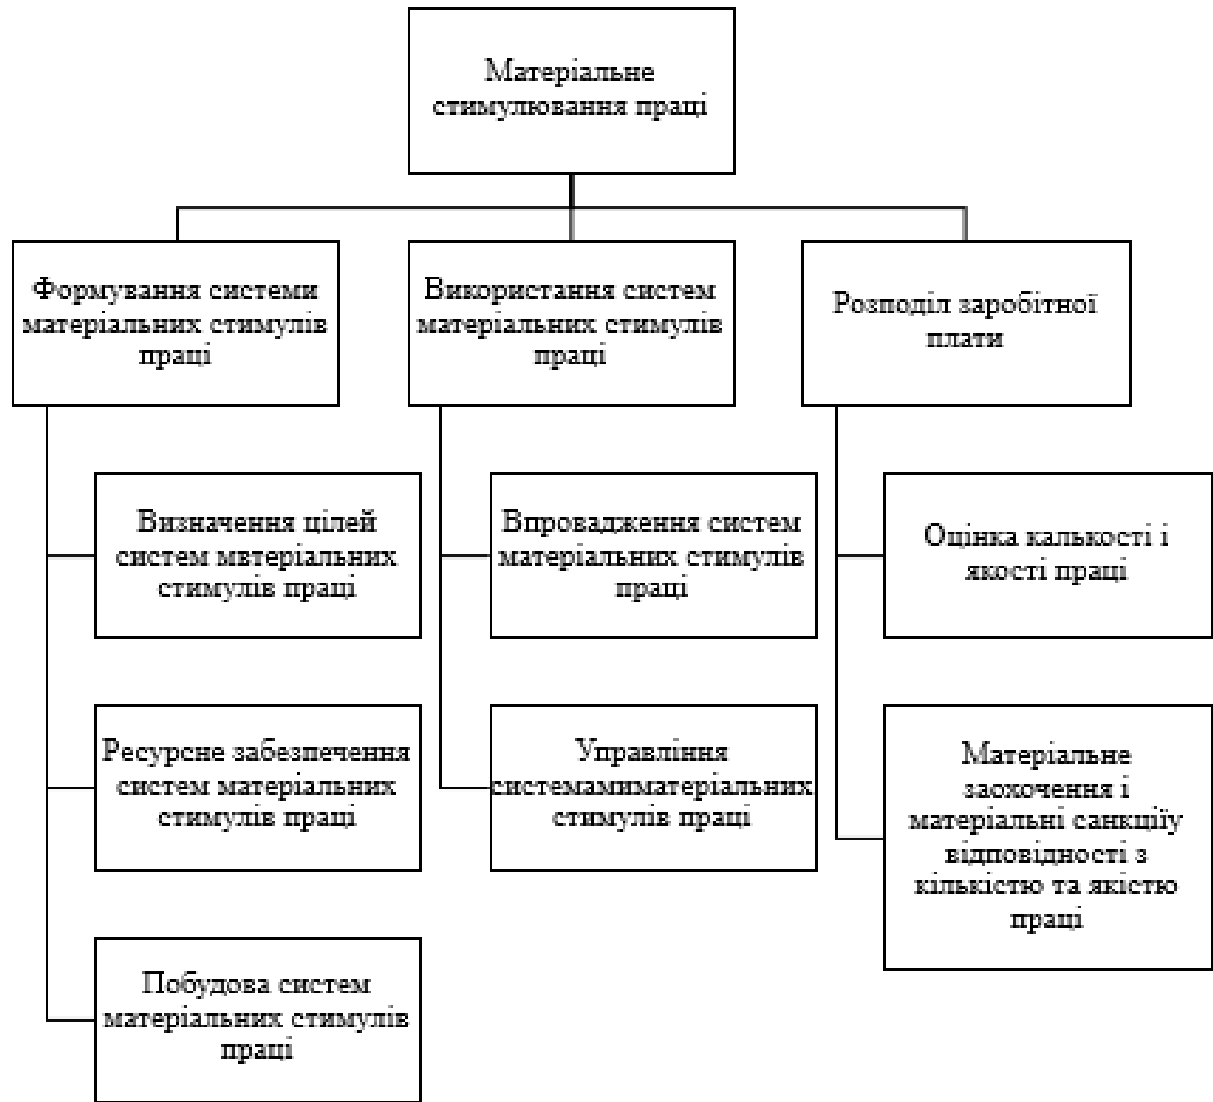 Матеріальне
стимулювання праці
Формування системи
матеріальних стимулів
праці
Використання систем
матеріальних стимулів
праці
Розподіл заробітної
плати
Визначення цілей
систем мвтеріальних
стимулів праці
Впровадження систем
матеріальних стимулів
праці
Оцінка калькості і
якості праці
Ресурсне забезпечення
систем матеріальних
стимулів праці
Управління
системамиматеріальних
стимулів праці
Матеріальне
заохочення і
матеріальні санкціїу
відповідності з
кількістю та якістю
праці
Побудова систем
матеріальних стимулів
праці